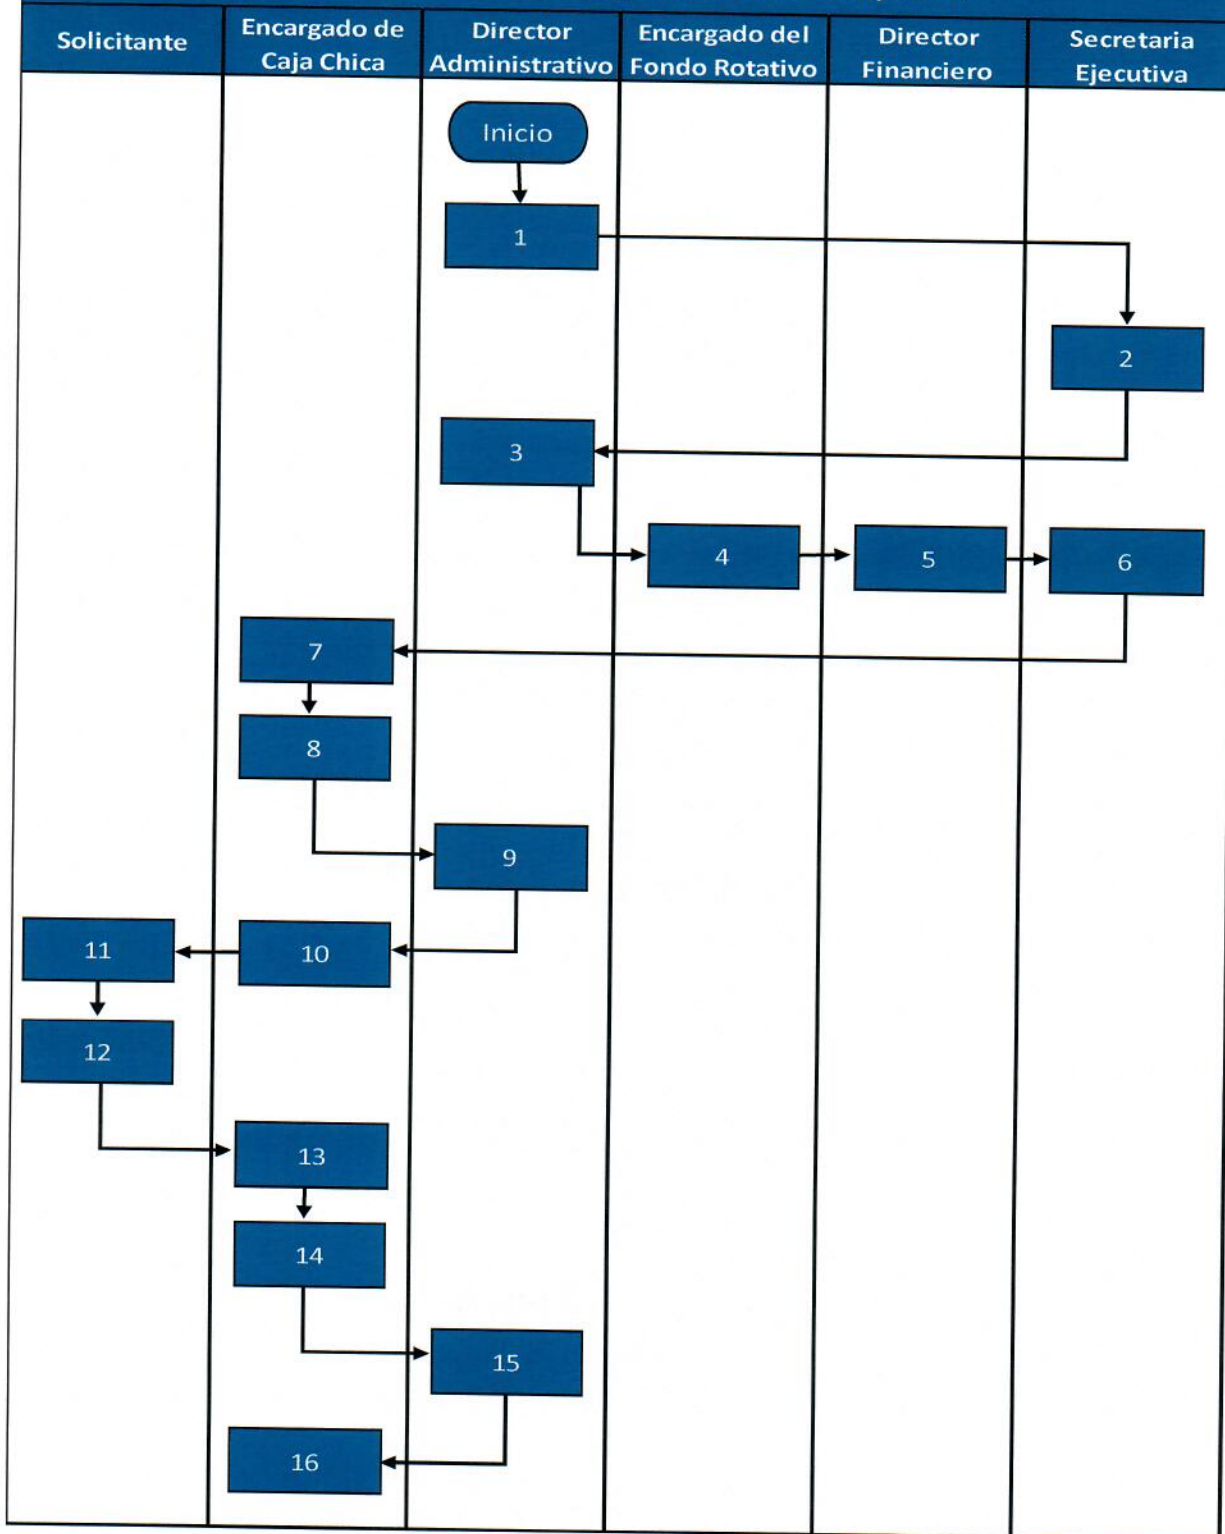 Solicitante
Encargado de
Caja Chica
Director
Administrativo
Encargado del
Fondo Rotativo
Director
Financiero
Secretaria
Ejecutiva
Inicio
1
2
3
4
5
6
7
8
9
10
11
12
13
14
15
16